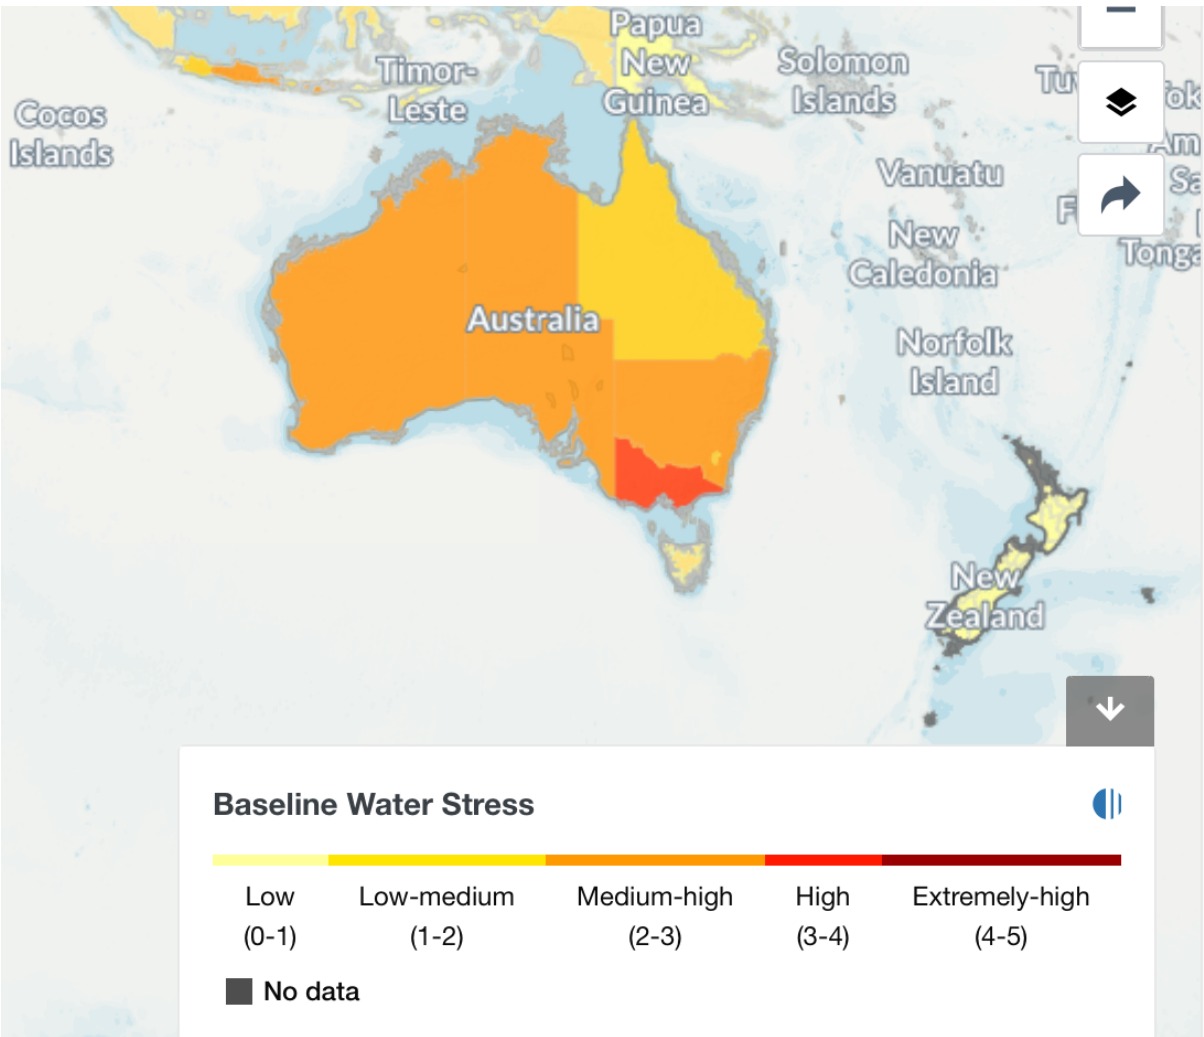 Papua
New
Guinea
Timor-
Leste
Solomon
Islands
Cocos
Islands
Vanuatu
New
Caledonia
Australia
Norfolk
Island
New
Zealand
Baseline Water Stress
Low
(0-1)
Low-medium
(1-2)
Medium-high
(2-3)
High
(3-4)
Extremely-high
(4-5)
No data